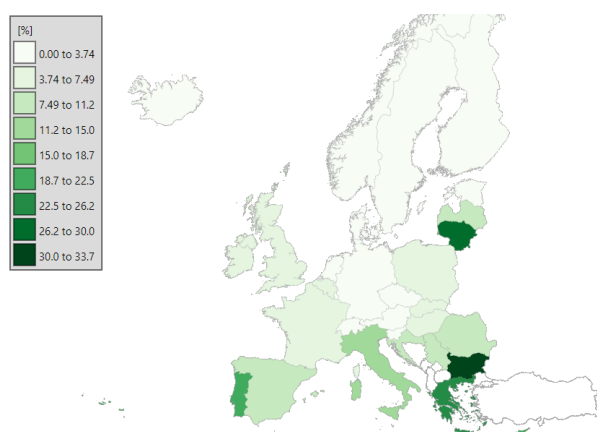 [%]
0.00 to 3.74
3.74 to 7.49
7.49 to 11.2
11.2 to 15.0
15.0 to 18.7
18.7 to 22.5
22.5 to 26.2
26.2 to 30.0
30.0 to 33.7